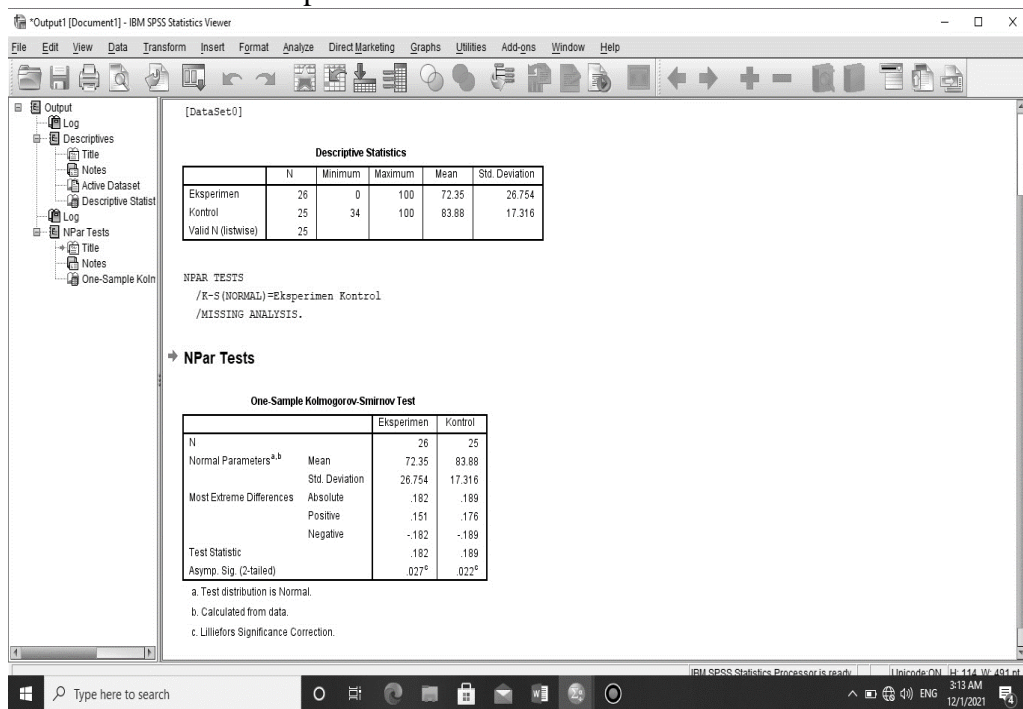 *Output1 [Document1] - IBM SPSS Statistics Viewer
File Edit View Data Transform Insert Format Analyze Direct Marketing Graphs Utilities Add-ons Window Help
Output
Log
Descriptives
Title
Notes
Active Dataset
Descriptive Statist
Log
NPar Tests
Title
Notes
One-Sample Koln
[DataSet0]
Descriptive Statistics
N Minimum Maximum Mean Std. Deviation
Eksperimen 26 0 100 72.35 26.754
Kontrol 25 34 100 83.88 17.316
Valid N (listwise) 25
NPAR TESTS
/K-S(NORMAL)=Eksperimen Kontrol
/MISSING ANALYSIS.
NPar Tests
One-Sample Kolmogorov-Smirnov Test
Eksperimen Kontrol
N 26 25
Normal Parameters a,b Mean 72.35 83.88
Std. Deviation 26.754 17.316
Most Extreme Differences Absolute .182 .189
Positive .151 .176
Negative -.182 -.189
Test Statistic .182 .189
Asymp. Sig. (2-tailed) .027c .022c
a. Test distribution is Normal.
b. Calculated from data.
c. Lilliefors Significance Correction.
IBM SPSS Statistics Processor is ready Unicode:ON H: 114, W: 491 pt
Type here to search
ENG
3:13 AM
12/1/2021
4